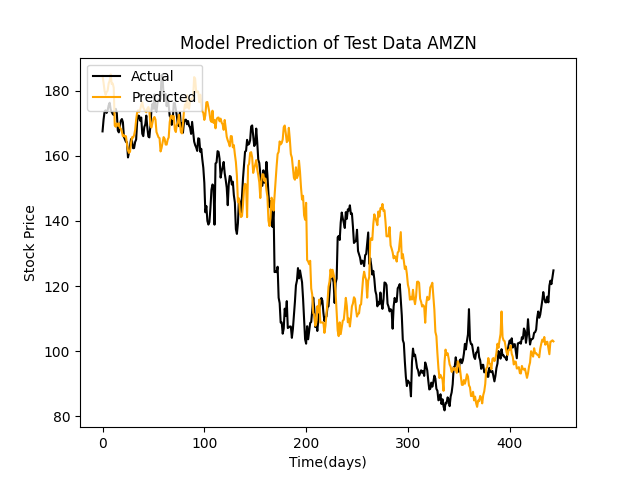 Model Prediction of Test Data AMZN
Actual
Predicted
Stock Price
180
160
140
120
100
80
0 100 200 300 400
Time(days)